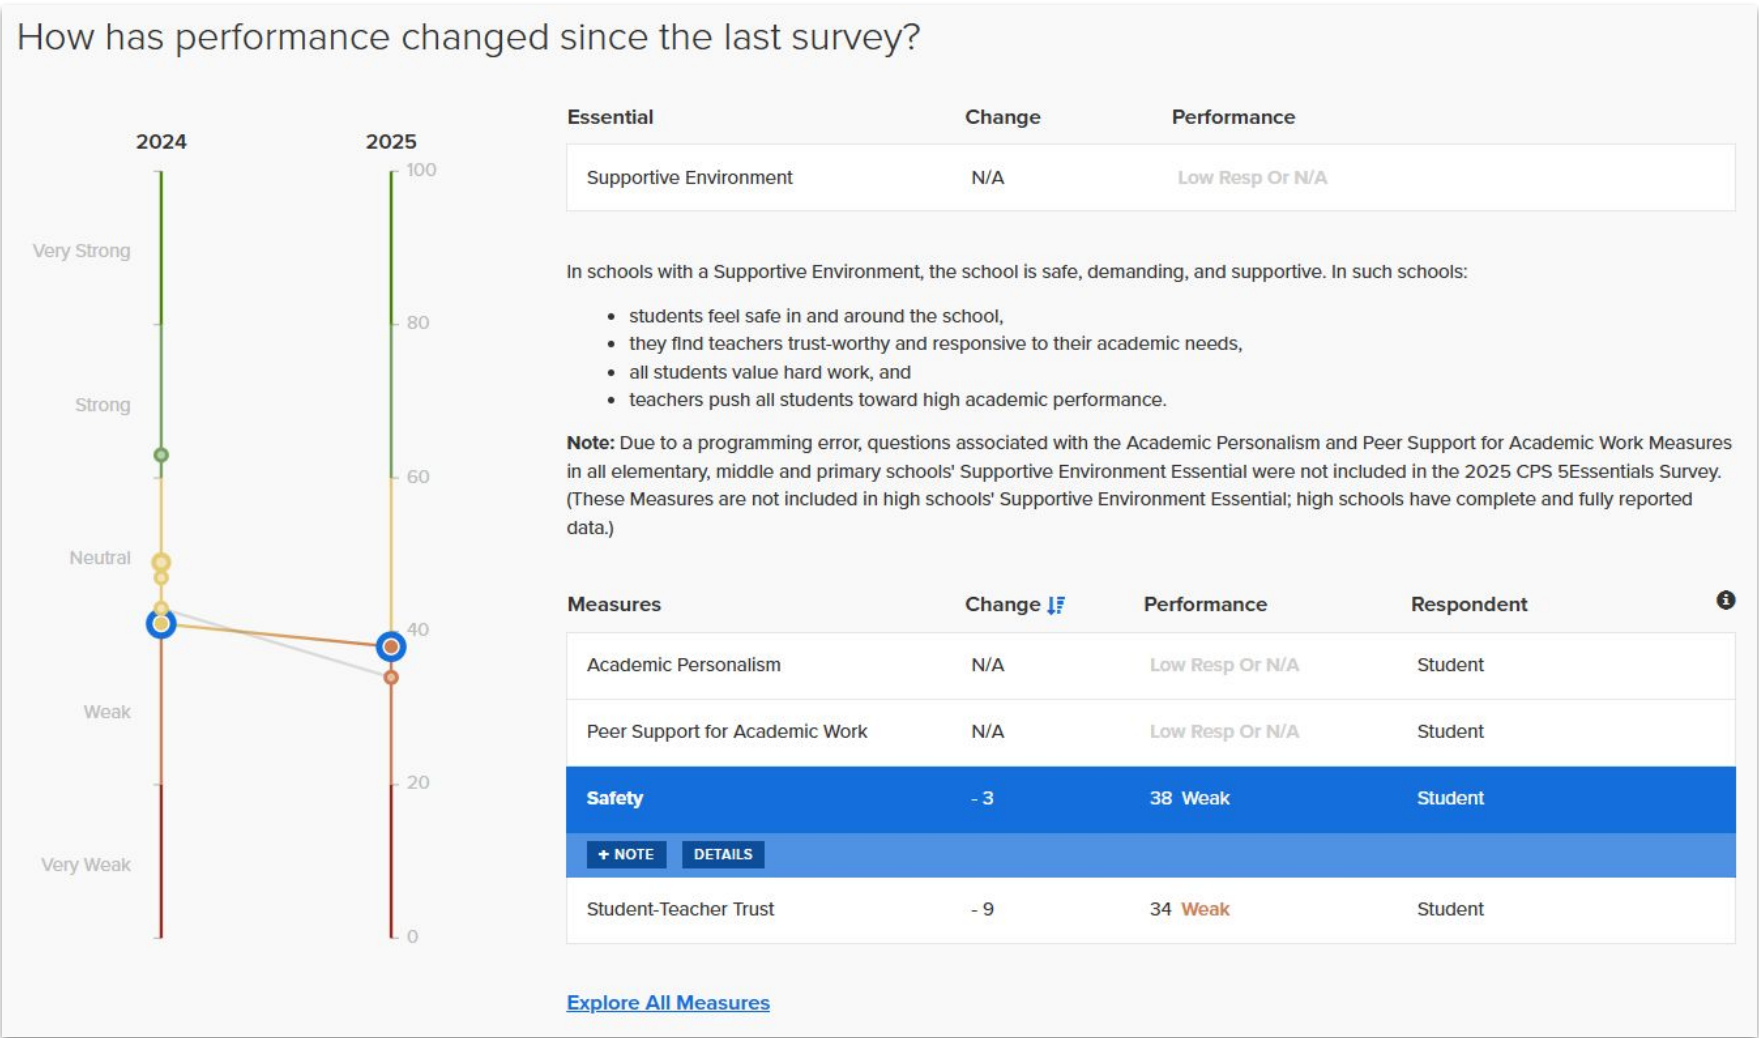 How has performance changed since the last survey?
2024 2025
100
Very Strong
80
Strong
60
Neutral
40
Weak
20
Very Weak
0
Essential Change Performance
Supportive Environment N/A Low Resp Or N/A
In schools with a Supportive Environment, the school is safe, demanding, and supportive. In such schools:
• students feel safe in and around the school,
• they find teachers trust-worthy and responsive to their academic needs,
• all students value hard work, and
• teachers push all students toward high academic performance.
Note: Due to a programming error, questions associated with the Academic Personalism and Peer Support for Academic Work Measures
in all elementary, middle and primary schools' Supportive Environment Essential were not included in the 2025 CPS 5Essentials Survey.
(These Measures are not included in high schools' Supportive Environment Essential; high schools have complete and fully reported
data.)
Measures Change Performance Respondent
Academic Personalism N/A Low Resp Or N/A Student
Peer Support for Academic Work N/A Low Resp Or N/A Student
Safety - 3 38 Weak Student
+ NOTE DETAILS
Student-Teacher Trust - 9 34 Weak Student
Explore All Measures